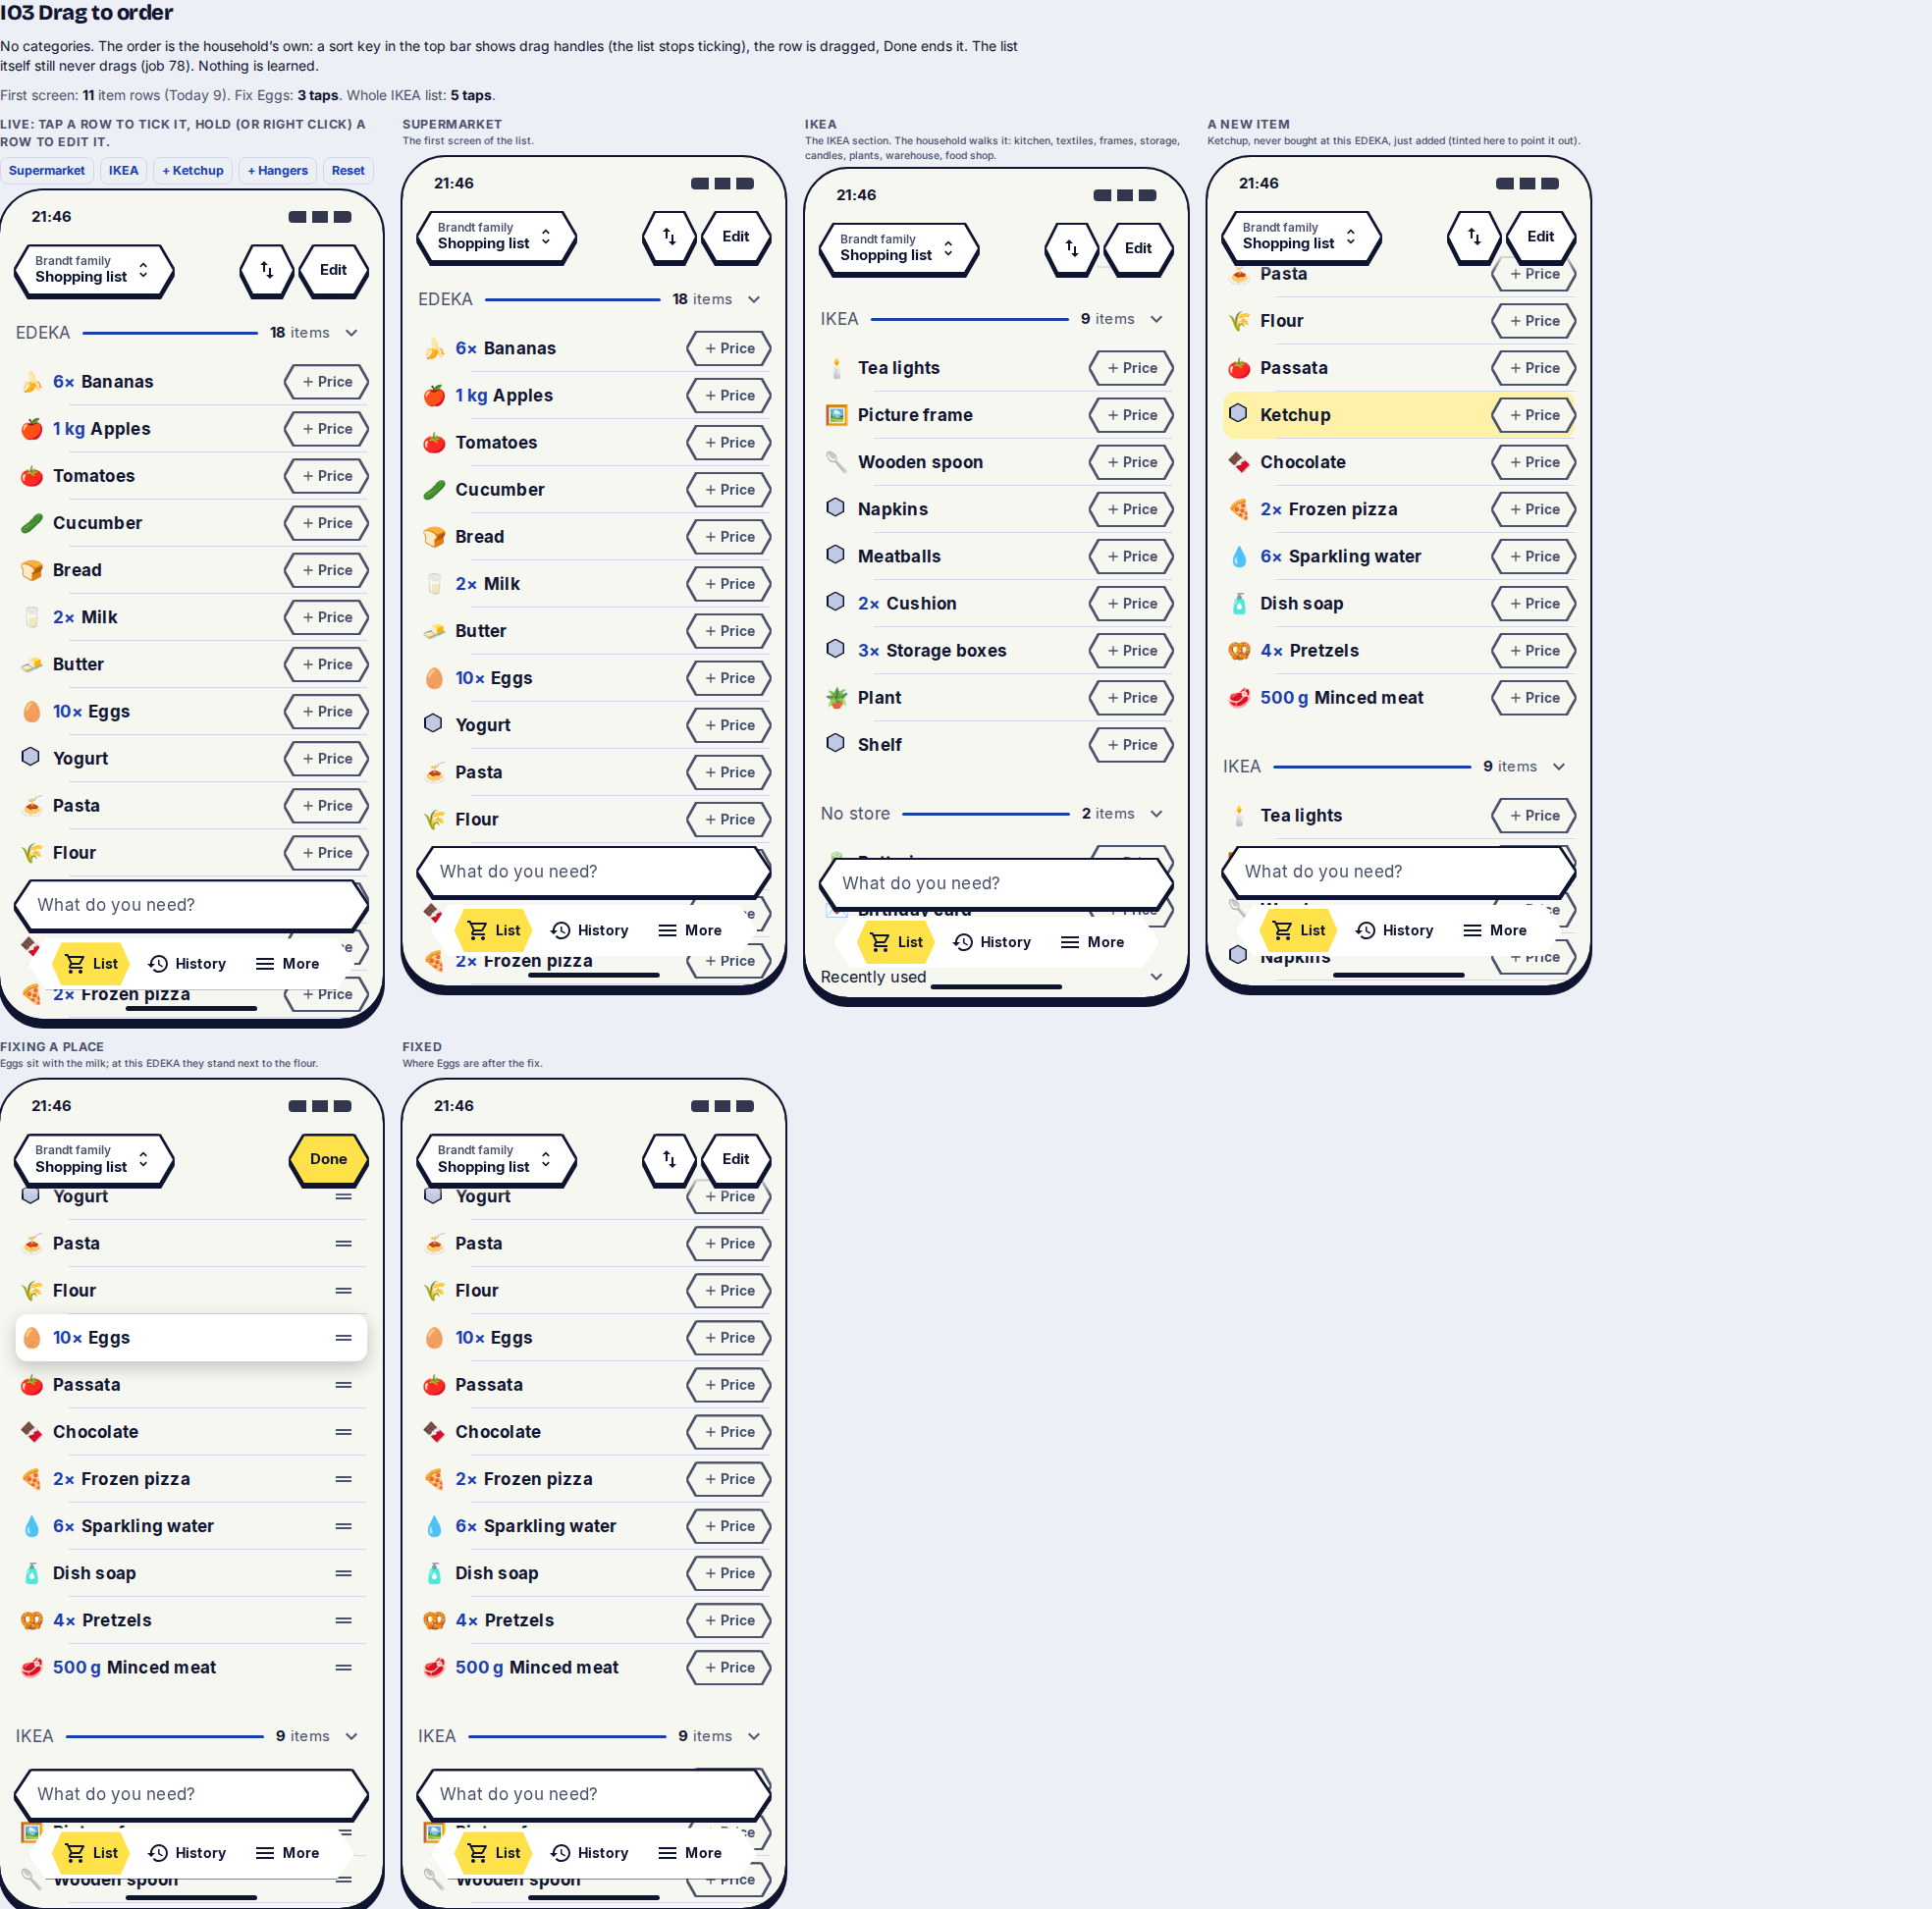 IO3 Drag to order
No categories. The order is the household’s own: a sort key in the top bar shows drag handles (the list stops ticking), the row is dragged, Done ends it. The list
itself still never drags (job 78). Nothing is learned.
First screen: 11 item rows (Today 9). Fix Eggs: 3 taps. Whole IKEA list: 5 taps.
LIVE: TAP A ROW TO TICK IT, HOLD (OR RIGHT CLICK) A
ROW TO EDIT IT.
Supermarket
IKEA
+ Ketchup
+ Hangers
Reset
21:46
Brandt family
Shopping list
Edit
EDEKA
18 items
6× Bananas
+ Price
1 kg Apples
+ Price
Tomatoes
+ Price
Cucumber
+ Price
Bread
+ Price
2× Milk
+ Price
Butter
+ Price
10× Eggs
+ Price
Yogurt
+ Price
Pasta
+ Price
Flour
+ Price
What do you need?
List
History
More
2× Frozen pizza
+ Price
SUPERMARKET
The first screen of the list.
21:46
Brandt family
Shopping list
Edit
EDEKA
18 items
6× Bananas
+ Price
1 kg Apples
+ Price
Tomatoes
+ Price
Cucumber
+ Price
Bread
+ Price
2× Milk
+ Price
Butter
+ Price
10× Eggs
+ Price
Yogurt
+ Price
Pasta
+ Price
Flour
+ Price
What do you need?
List
History
More
2× Frozen pizza
+ Price
IKEA
The IKEA section. The household walks it: kitchen, textiles, frames, storage,
candles, plants, warehouse, food shop.
21:46
Brandt family
Shopping list
Edit
IKEA
9 items
Tea lights
+ Price
Picture frame
+ Price
Wooden spoon
+ Price
Napkins
+ Price
Meatballs
+ Price
2× Cushion
+ Price
3× Storage boxes
+ Price
Plant
+ Price
Shelf
+ Price
No store
2 items
What do you need?
Birthday card
List
History
More
Recently used
A NEW ITEM
Ketchup, never bought at this EDEKA, just added (tinted here to point it out).
21:46
Brandt family
Shopping list
Edit
Pasta
+ Price
Flour
+ Price
Passata
+ Price
Ketchup
+ Price
Chocolate
+ Price
2× Frozen pizza
+ Price
6× Sparkling water
+ Price
Dish soap
+ Price
4× Pretzels
+ Price
500 g Minced meat
+ Price
IKEA
9 items
Tea lights
+ Price
What do you need?
List
History
More
Napkins
+ Price
FIXING A PLACE
Eggs sit with the milk; at this EDEKA they stand next to the flour.
21:46
Brandt family
Shopping list
Done
Yogurt
Pasta
Flour
10× Eggs
Passata
Chocolate
2× Frozen pizza
6× Sparkling water
Dish soap
4× Pretzels
500 g Minced meat
IKEA
9 items
What do you need?
List
History
More
Wooden spoon
FIXED
Where Eggs are after the fix.
21:46
Brandt family
Shopping list
Edit
Yogurt
+ Price
Pasta
+ Price
Flour
+ Price
10× Eggs
+ Price
Passata
+ Price
Chocolate
+ Price
2× Frozen pizza
+ Price
6× Sparkling water
+ Price
Dish soap
+ Price
4× Pretzels
+ Price
500 g Minced meat
+ Price
IKEA
9 items
What do you need?
List
History
More
Wooden spoon
+ Price